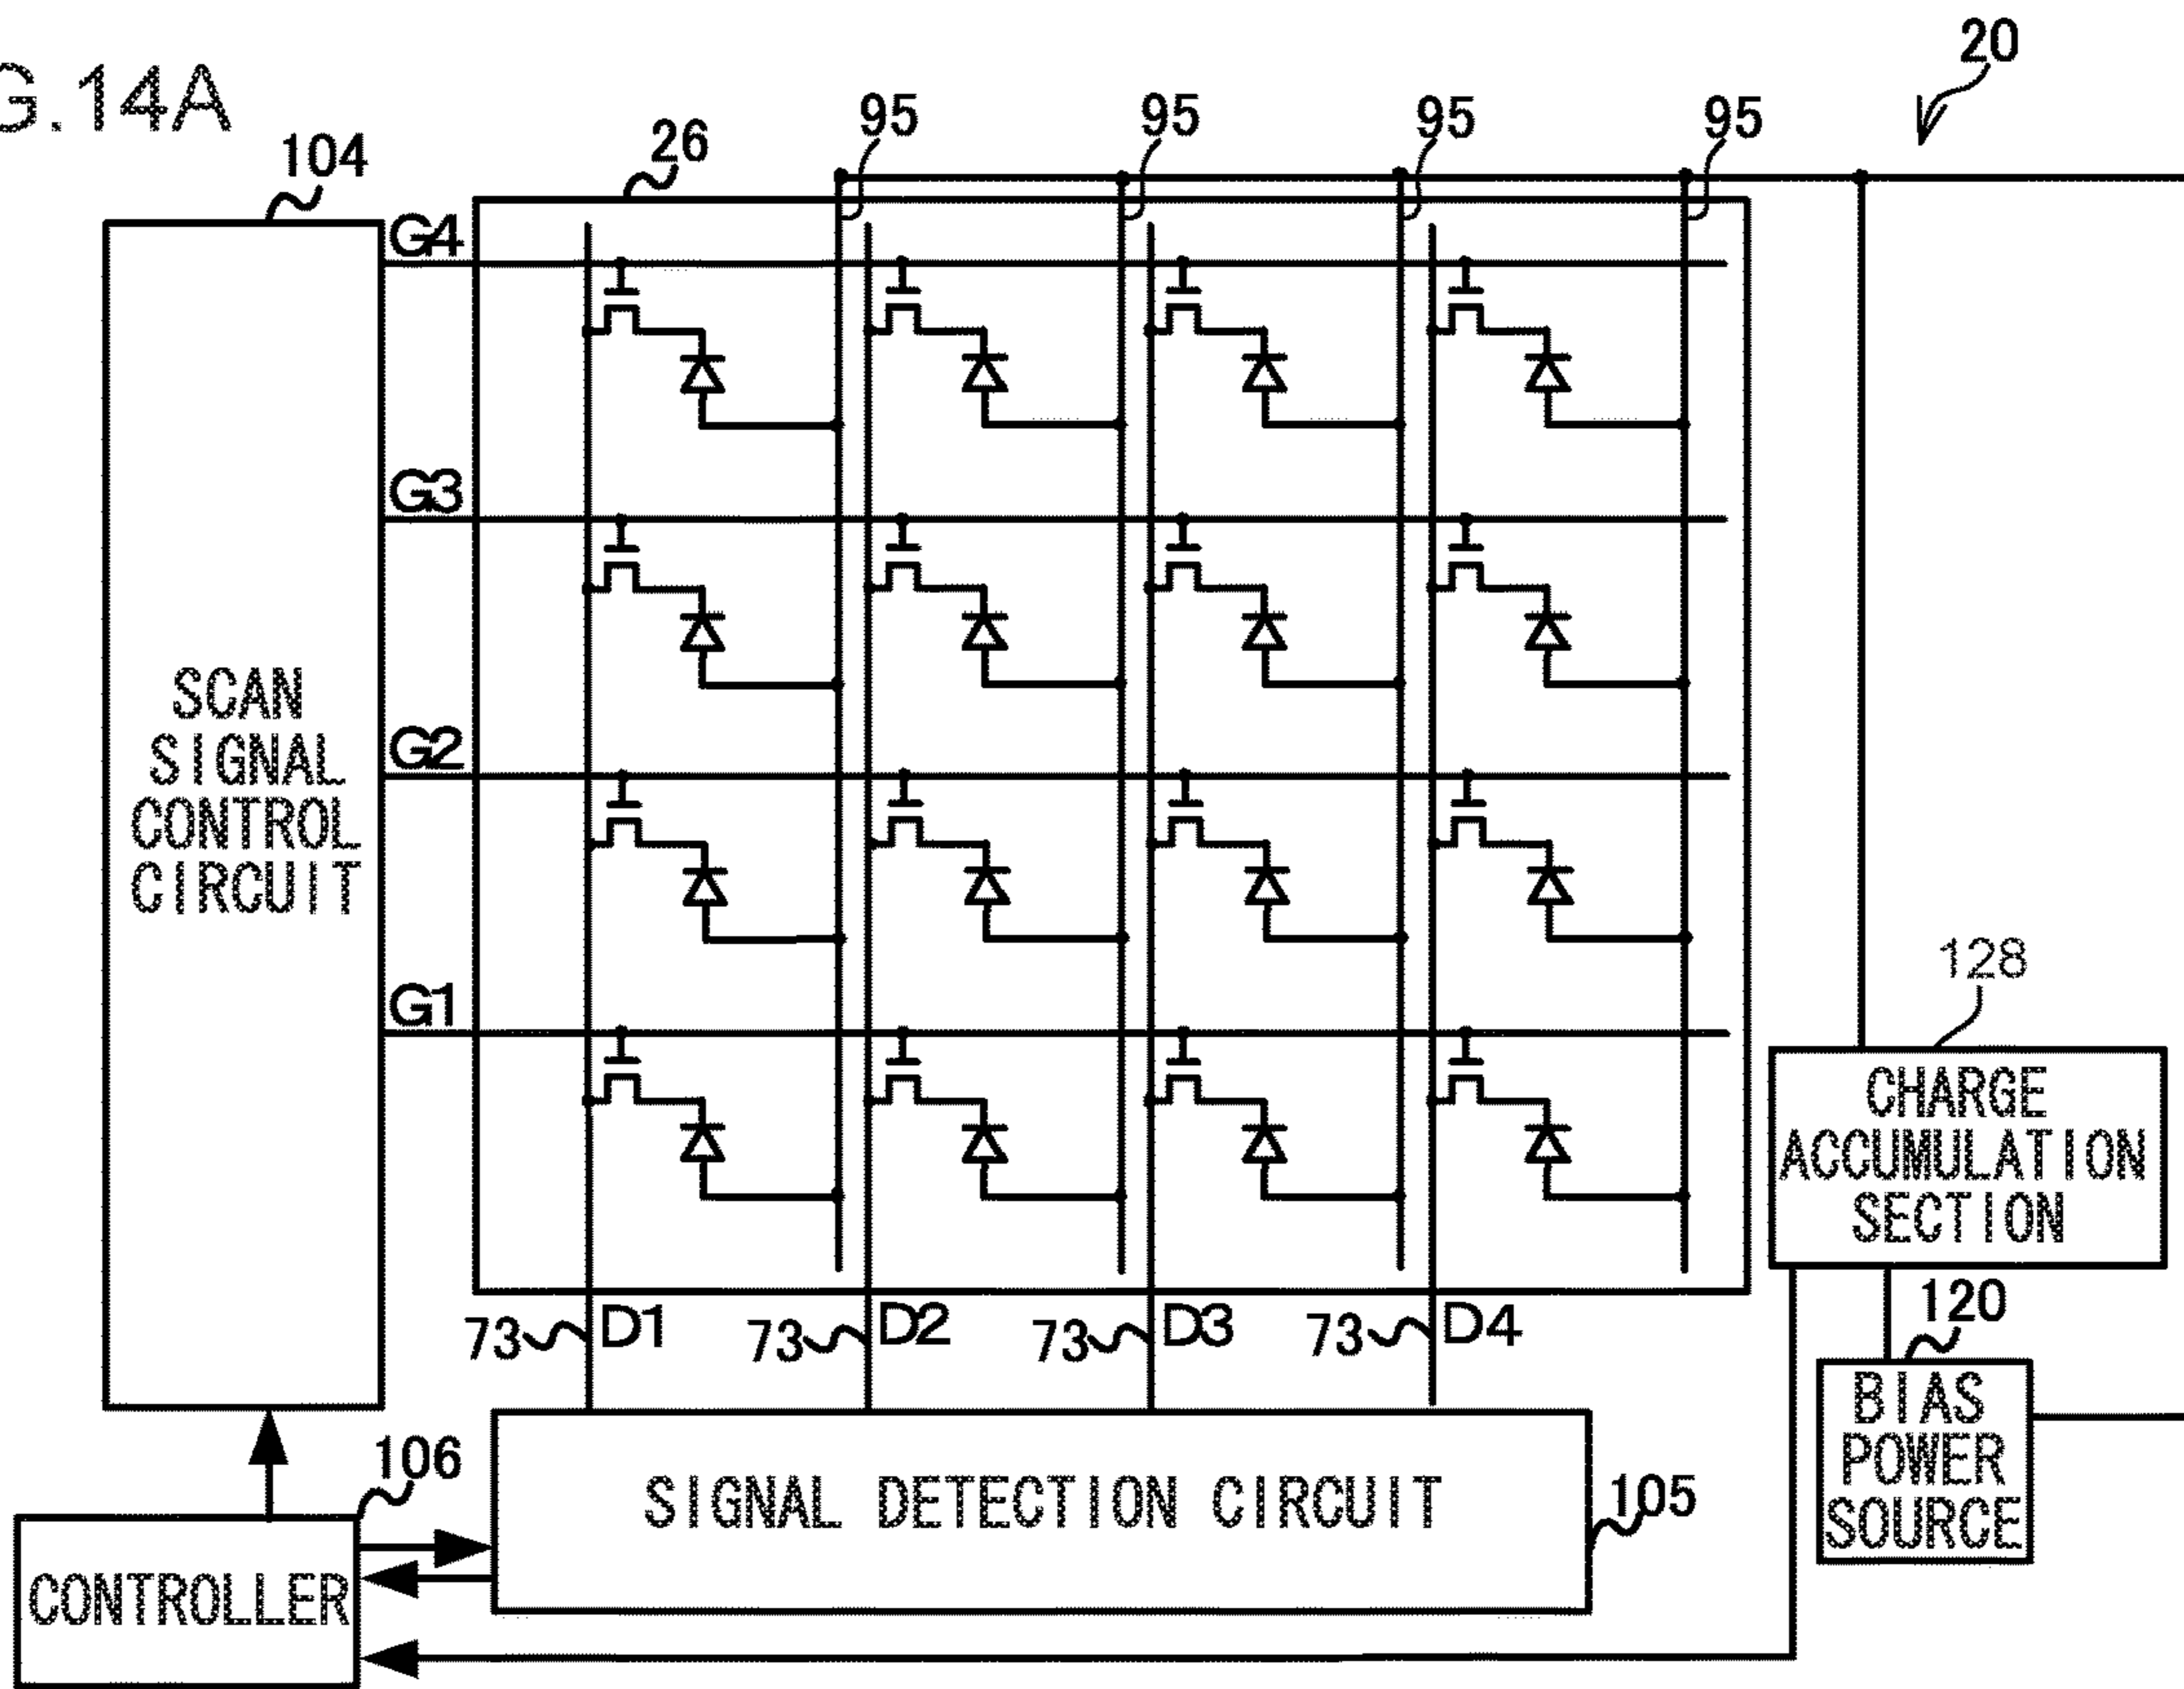 G.14A
20
104
26
95
95
95
95
G4
G3
G2
G1
SCAN
SIGNAL
CONTROL
CIRCUIT
128
CHARGE
ACCUMULATION
SECTION
73
D1
73
D2
73
D3
73
D4
120
BIAS
POWER
SOURCE
106
SIGNAL DETECTION CIRCUIT
105
CONTROLLER